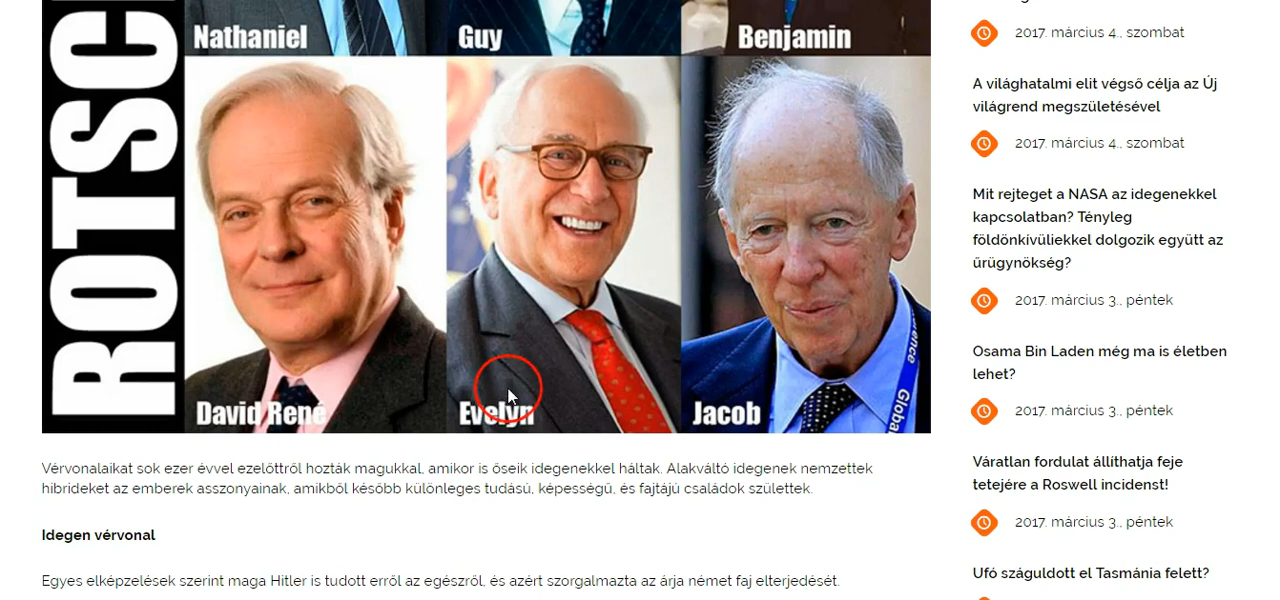 ROTSC
Nathaniel
Guy
Benjamin
David René
Evelyn
Jacob
Globa
Vérvonalaikat sok ezer évvel ezelőttről hozták magukkal, amikor is őseik idegenekkel háltak. Alakváltó idegenek nemzettek
hibrideket az emberek asszonyainak, amikből később különleges tudású, képességű, és fajtájú családok születtek.
Idegen vérvonal
Egyes elképzelések szerint maga Hitler is tudott erről az egészről, és azért szorgalmazta az árja német faj elterjedését.
2017. március 4., szombat
A világhatalmi elit végső célja az Új
világrend megszületésével
2017. március 4., szombat
Mit rejteget a NASA az idegenekkel
kapcsolatban? Tényleg
földönkívüliekkel dolgozik együtt az
űrügynökség?
2017. március 3., péntek
Osama Bin Laden még ma is életben
lehet?
2017. március 3., péntek
Váratlan fordulat állíthatja feje
tetejére a Roswell incidenst!
2017. március 3., péntek
Ufó száguldott el Tasmánia felett?